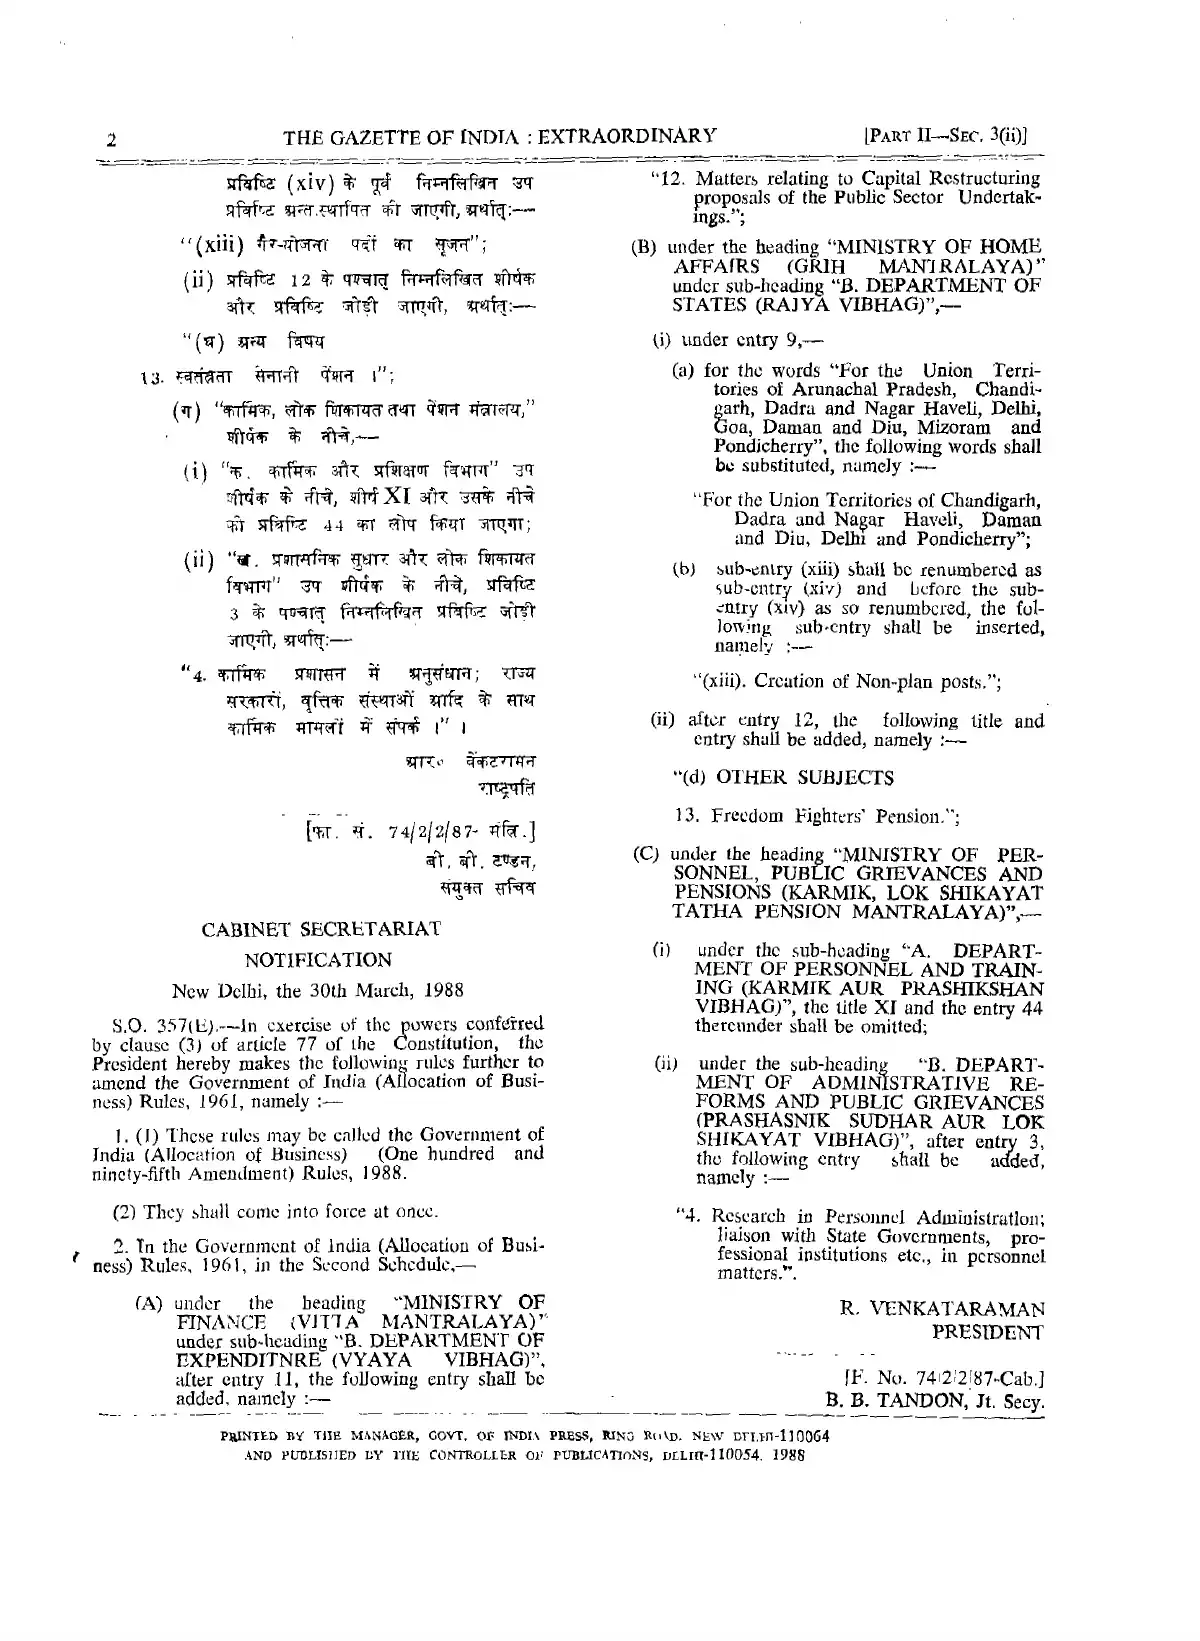 2 THE GAZETTE OF INDIA : EXTRAORDINARY [PART II—SEC. 3(ii)]
प्रविष्टि (xiv) के पूर्व निम्नलिखित उप
प्रविष्टि अन्त.स्थापित की जाएगी, अर्थात्:—
"(xiii) गैर-योजना पदों का सृजन";
(ii) प्रविष्टि 12 के पश्चात् निम्नलिखित शीर्षक
और प्रविष्टि जोड़ी जाएगी, अर्थात्:—
"(घ) अन्य विषय
13. स्वतंत्रता सेनानी पेंशन ।";
(ग) "कार्मिक, लोक शिकायत तथा पेंशन मंत्रालय,"
शीर्षक के नीचे,—
(i) "क. कार्मिक और प्रशिक्षण विभाग" उप
शीर्षक के नीचे, शीर्ष XI और उसके नीचे
की प्रविष्टि 44 का लोप किया जाएगा;
(ii) "ख. प्रशासनिक सुधार और लोक शिकायत
विभाग" उप शीर्षक के नीचे, प्रविष्टि
3 के पश्चात् निम्नलिखित प्रविष्टि जोड़ी
जाएगी, अर्थात्:—
"4. कार्मिक प्रशासन में अनुसंधान; राज्य
सरकारों, वृत्तिक संस्थाओं आदि के साथ
कार्मिक मामलों में संपर्क ।" ।
आर० वेंकटरामन
राष्ट्रपति
[फा. सं. 74/2/2/87- मंत्रि.]
बी. बी. टण्डन,
संयुक्त सचिव
CABINET SECRETARIAT
NOTIFICATION
New Delhi, the 30th March, 1988
S.O. 357(E).—In exercise of the powers conferred
by clause (3) of article 77 of the Constitution, the
President hereby makes the following rules further to
amend the Government of India (Allocation of Busi-
ness) Rules, 1961, namely :—
1. (1) These rules may be called the Government of
India (Allocation of Business) (One hundred and
ninety-fifth Amendment) Rules, 1988.
(2) They shall come into force at once.
2. In the Government of India (Allocation of Busi-
ness) Rules, 1961, in the Second Schedule,—
(A) under the heading "MINISTRY OF
FINANCE (VITTA MANTRALAYA)"
under sub-heading "B. DEPARTMENT OF
EXPENDITNRE (VYAYA VIBHAG)",
after entry 11, the following entry shall be
added, namely :—
"12. Matters relating to Capital Restructuring
proposals of the Public Sector Undertak-
ings.";
(B) under the heading "MINISTRY OF HOME
AFFAIRS (GRIH MANTRALAYA)"
under sub-heading "B. DEPARTMENT OF
STATES (RAJYA VIBHAG)",—
(i) under entry 9,—
(a) for the words "For the Union Terri-
tories of Arunachal Pradesh, Chandi-
garh, Dadra and Nagar Haveli, Delhi,
Goa, Daman and Diu, Mizoram and
Pondicherry", the following words shall
be substituted, namely :—
"For the Union Territories of Chandigarh,
Dadra and Nagar Haveli, Daman
and Diu, Delhi and Pondicherry";
(b) sub-entry (xiii) shall be renumbered as
sub-entry (xiv) and before the sub-
entry (xiv) as so renumbered, the fol-
lowing sub-entry shall be inserted,
namely :—
"(xiii). Creation of Non-plan posts.";
(ii) after entry 12, the following title and
entry shall be added, namely :—
"(d) OTHER SUBJECTS
13. Freedom Fighters' Pension.";
(C) under the heading "MINISTRY OF PER-
SONNEL, PUBLIC GRIEVANCES AND
PENSIONS (KARMIK, LOK SHIKAYAT
TATHA PENSION MANTRALAYA)",—
(i) under the sub-heading "A. DEPART-
MENT OF PERSONNEL AND TRAIN-
ING (KARMIK AUR PRASHIKSHAN
VIBHAG)", the title XI and the entry 44
thereunder shall be omitted;
(ii) under the sub-heading "B. DEPART-
MENT OF ADMINISTRATIVE RE-
FORMS AND PUBLIC GRIEVANCES
(PRASHASNIK SUDHAR AUR LOK
SHIKAYAT VIBHAG)", after entry 3,
the following entry shall be added,
namely :—
"4. Research in Personnel Administration;
liaison with State Governments, pro-
fessional institutions etc., in personnel
matters.".
R. VENKATARAMAN
PRESIDENT
[F. No. 74/2/2/87-Cab.]
B. B. TANDON, Jt. Secy.
PRINTED BY THE MANAGER, GOVT. OF INDIA PRESS, RING ROAD, NEW DELHI-110064
AND PUBLISHED BY THE CONTROLLER OF PUBLICATIONS, DELHI-110054, 1988